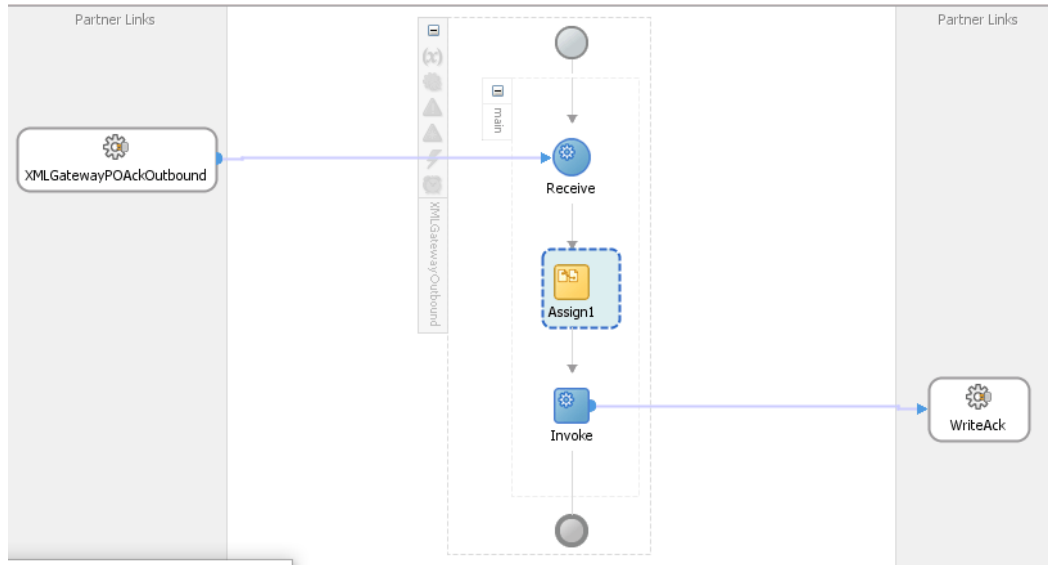 Partner Links
Partner Links
(x)
main
XMLGatewayPOAckOutbound
Receive
XMLGatewayOutbound
Assign1
WriteAck
Invoke